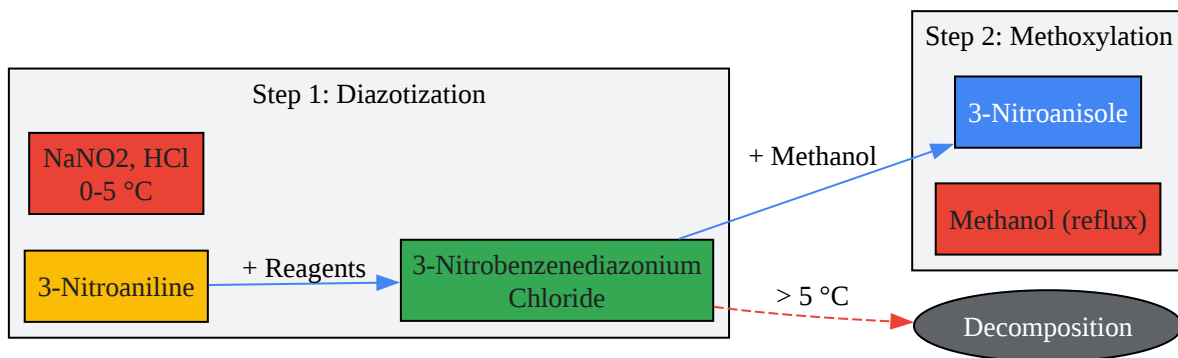 Step 1: Diazotization
NaNO2, HCl
0-5 °C
3-Nitroaniline
+ Reagents
3-Nitrobenzenediazonium
Chloride
+ Methanol
> 5 °C
Step 2: Methoxylation
3-Nitroanisole
Methanol (reflux)
Decomposition